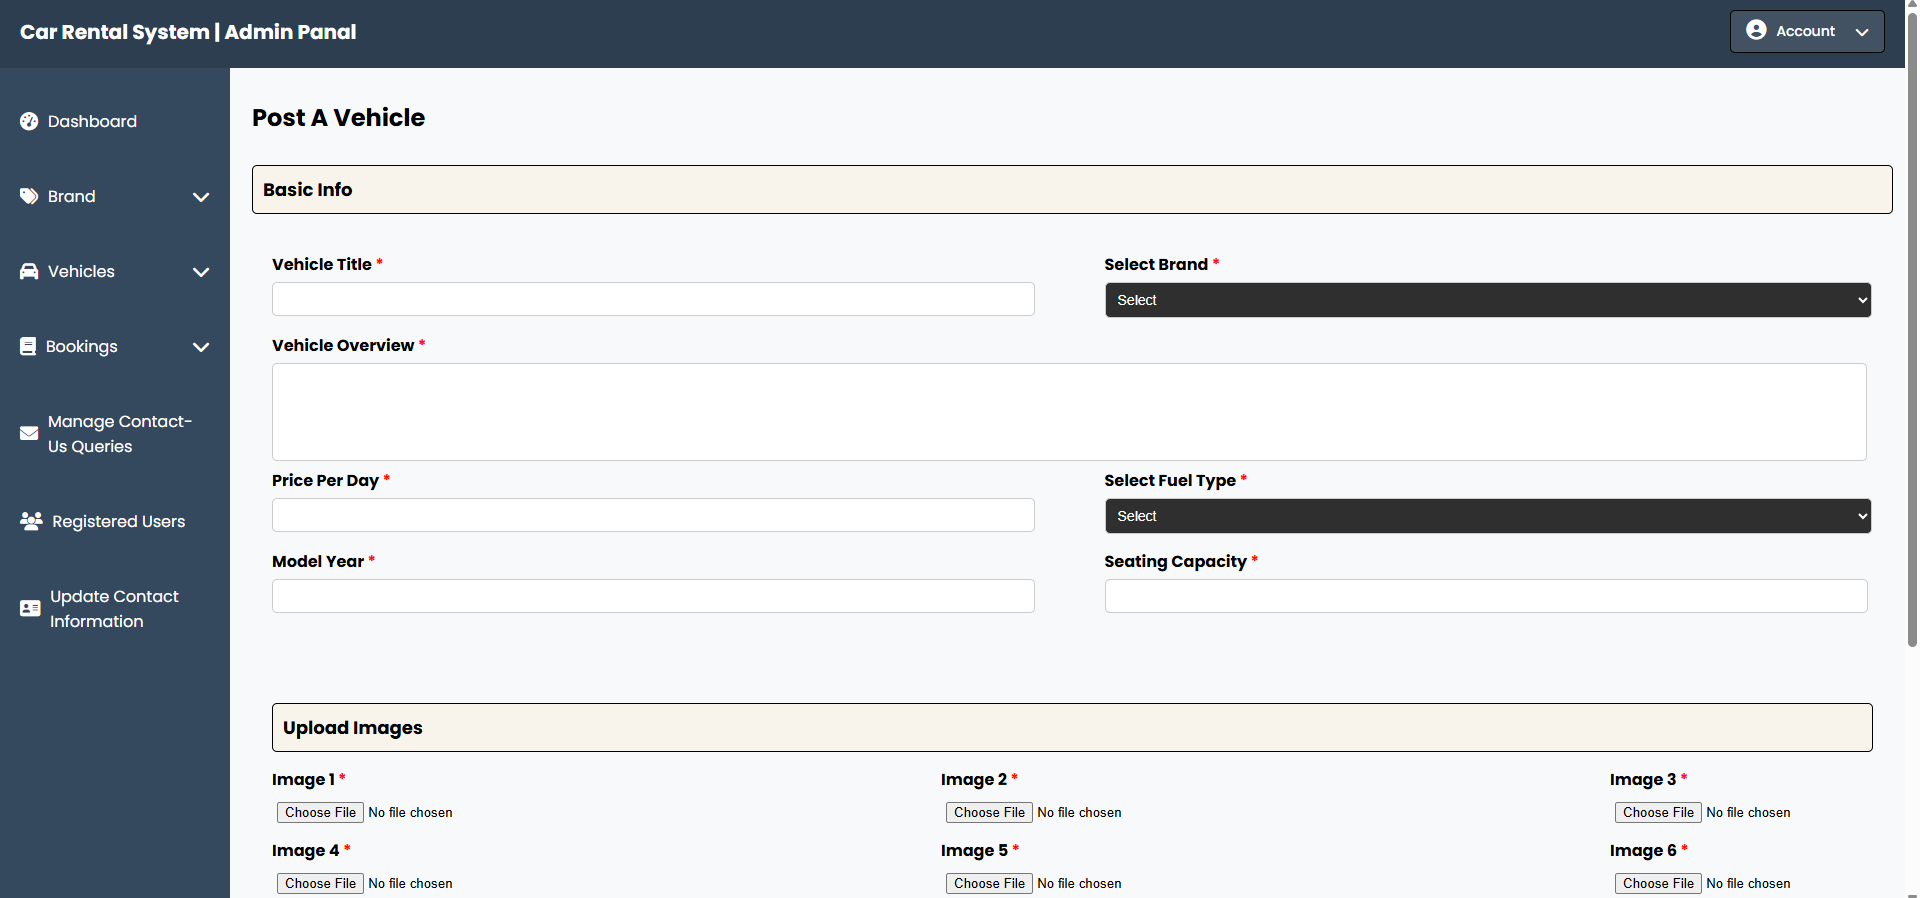 Car Rental System | Admin Panal
Account
Dashboard
Brand
Vehicles
Bookings
Manage Contact-
Us Queries
Registered Users
Update Contact
Information
Post A Vehicle
Basic Info
Vehicle Title *
Select Brand *
Select
Vehicle Overview *
Price Per Day *
Select Fuel Type *
Select
Model Year *
Seating Capacity *
Upload Images
Image 1 *
Image 2 *
Image 3 *
Choose File No file chosen
Choose File No file chosen
Choose File No file chosen
Image 4 *
Image 5 *
Image 6 *
Choose File No file chosen
Choose File No file chosen
Choose File No file chosen